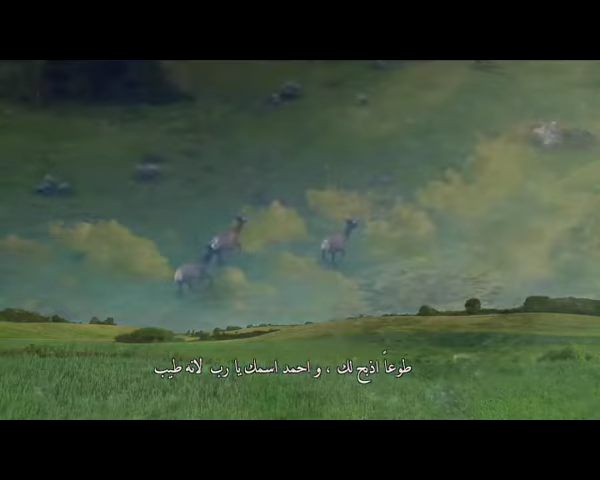 طوعاً اذبح لك ، و احمد اسمك يا رب لانه طيب